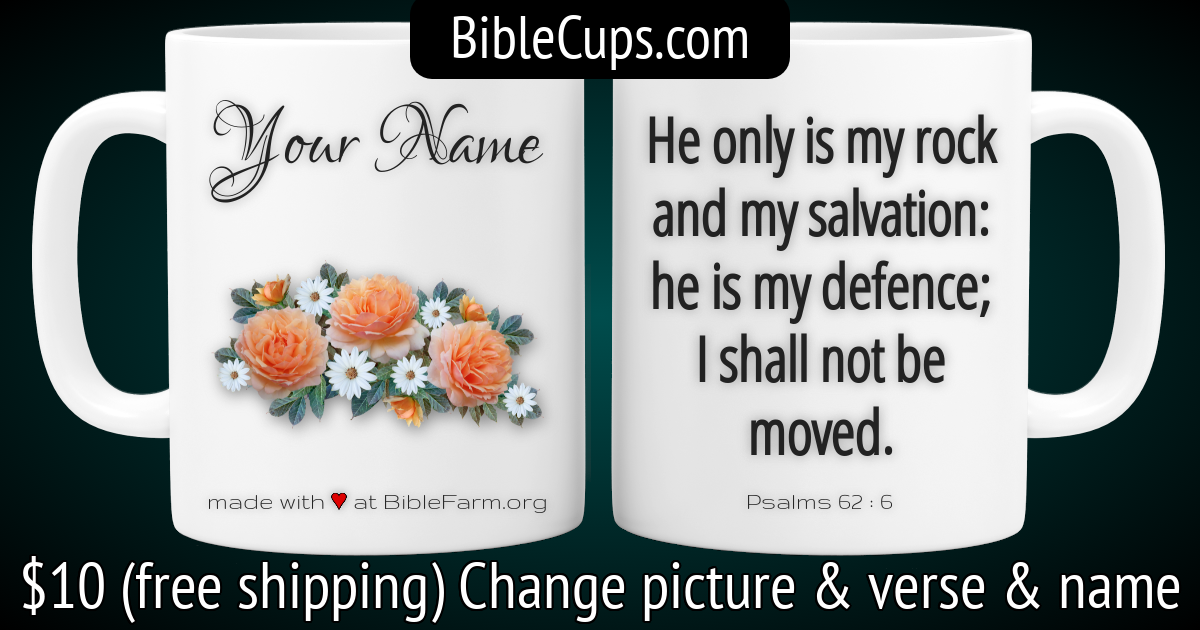 BibleCups.com
Your Name
made with ♥ at BibleFarm.org
He only is my rock
and my salvation:
he is my defence;
I shall not be
moved.
Psalms 62 : 6
$10 (free shipping) Change picture & verse & name